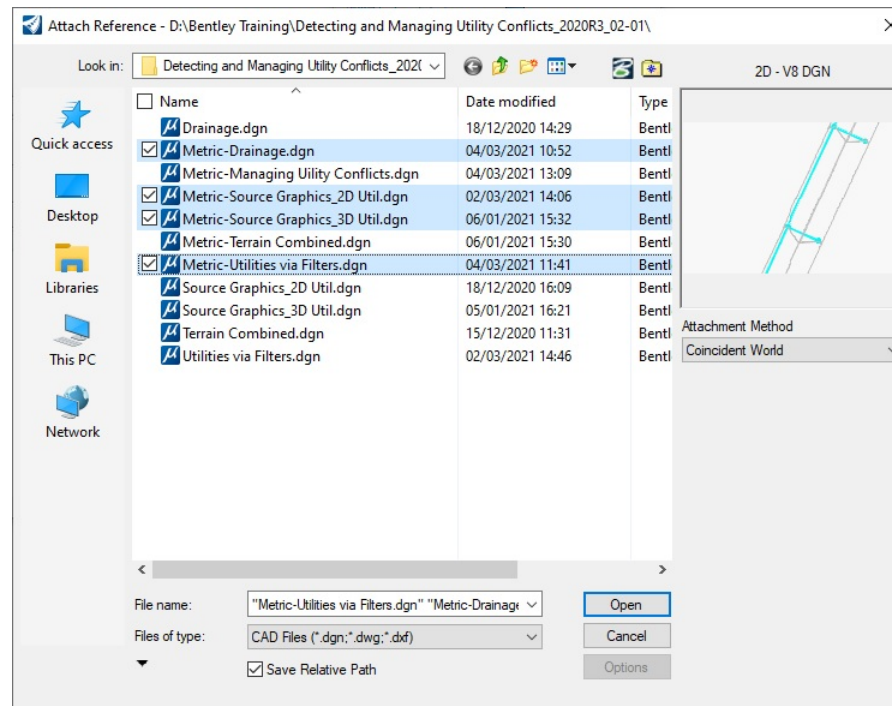 Attach Reference - D:\Bentley Training\Detecting and Managing Utility Conflicts_2020R3_02-01\
Look in: Detecting and Managing Utility Conflicts_202(
2D - V8 DGN
Name Date modified Type
Drainage.dgn 18/12/2020 14:29 Bentl
Metric-Drainage.dgn 04/03/2021 10:52 Bentl
Metric-Managing Uility Conflicts.dgn 04/03/2021 13:09 Bentl
Metric-Source Graphics_2D Util.dgn 02/03/2021 14:06 Bentl
Metric-Source Graphics_3D Util.dgn 06/01/2021 15:32 Bentl
Metric-Terrain Combined.dgn 06/01/2021 15:30 Bentl
Metric-Utilities via Filters.dgn 04/03/2021 11:41 Bentl
Source Graphics_2D Util.dgn 18/12/2020 16:09 Bentl
Source Graphics_3D Util.dgn 05/01/2021 16:21 Bentl
Terrain Combined.dgn 15/12/2020 11:31 Bentl
Utilities via Filters.dgn 02/03/2021 14:46 Bentl
Quick access
Desktop
Libraries
This PC
Network
Attachment Method
Coincident World
File name: "Metric-Utilities via Filters.dgn" "Metric-Drainage Open
Files of type: CAD Files (*.dgn;*.dwg;*.dxf) Cancel
Save Relative Path Options